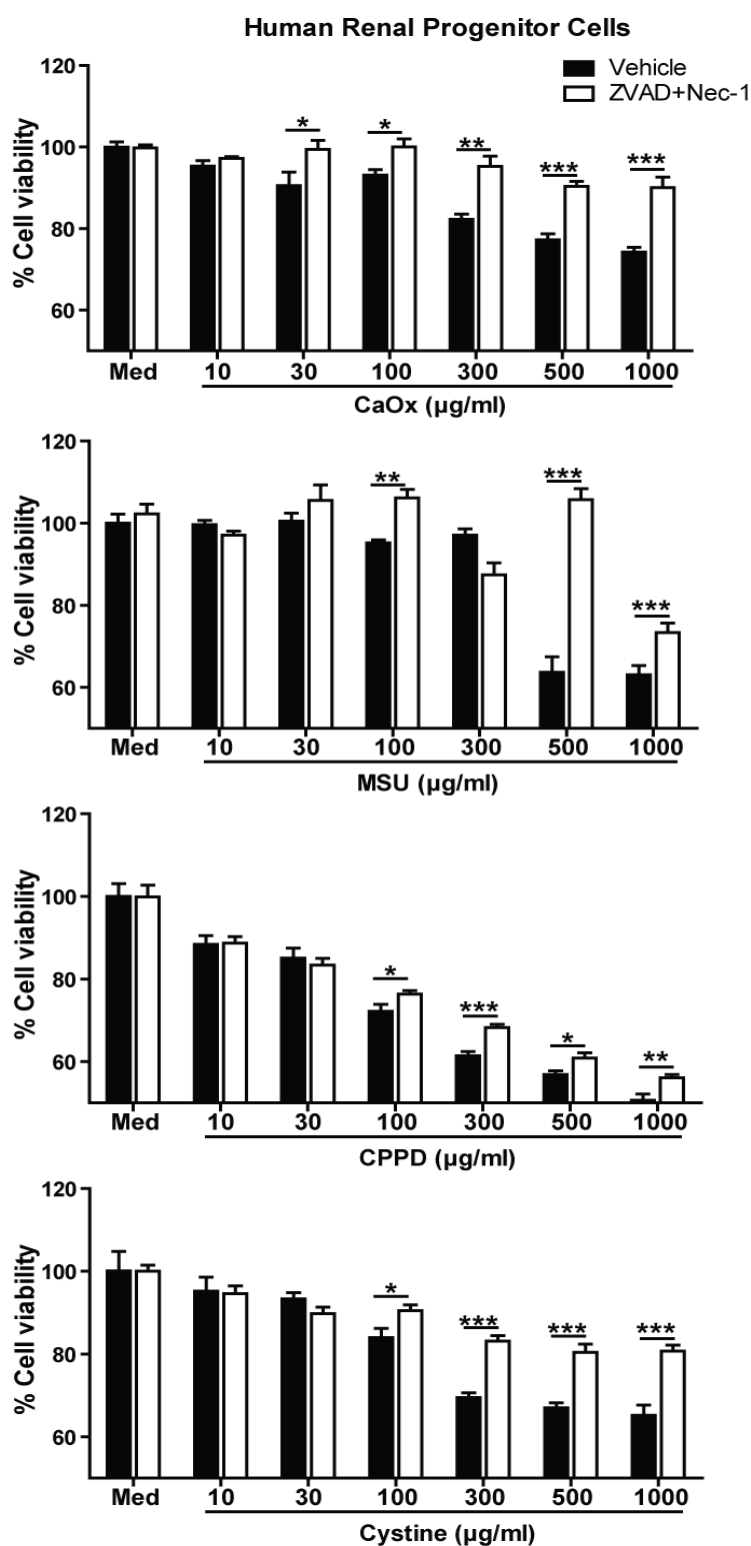 Human Renal Progenitor Cells
Vehicle
ZVAD+Nec-1
% Cell viability
120
100
80
60
* * ** *** ***
Med 10 30 100 300 500 1000
CaOx (µg/ml)
% Cell viability
120
100
80
60
** *** ***
Med 10 30 100 300 500 1000
MSU (µg/ml)
% Cell viability
120
100
80
60
* *** * **
Med 10 30 100 300 500 1000
CPPD (µg/ml)
% Cell viability
120
100
80
60
* *** *** ***
Med 10 30 100 300 500 1000
Cystine (µg/ml)